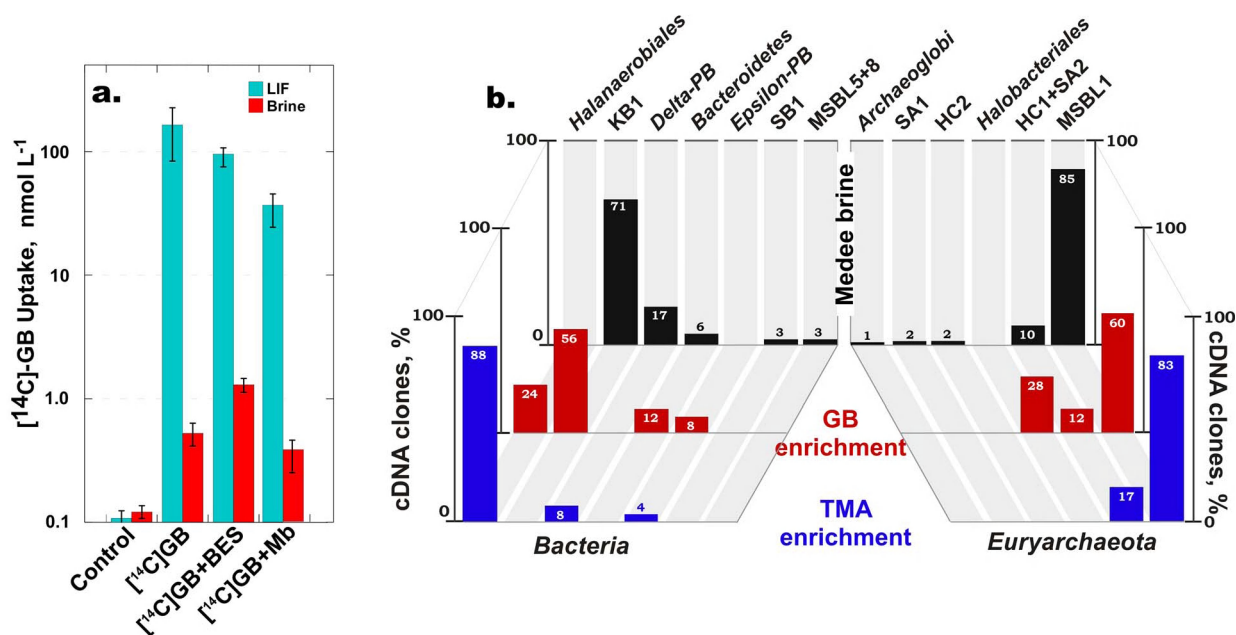 a.
LIF
Brine
[¹⁴C]-GB Uptake, nmol L⁻¹
100
10
1.0
0.1
Control
[¹⁴C]GB
[¹⁴C]GB+BES
[¹⁴C]GB+Mb
b.
Halanaerobiales
KB1
Delta-PB
Bacteroidetes
Epsilon-PB
SB1
MSBL5+8
Archaeoglobi
SA1
HC2
Halobacteriales
HC1+SA2
MSBL1
100
100
71
17
6
3
3
0
Medee brine
1
2
2
10
85
100
100
24
56
12
8
GB
enrichment
28
12
60
100
100
cDNA clones, %
cDNA clones, %
88
8
4
0
TMA
enrichment
17
83
0
Bacteria
Euryarchaeota